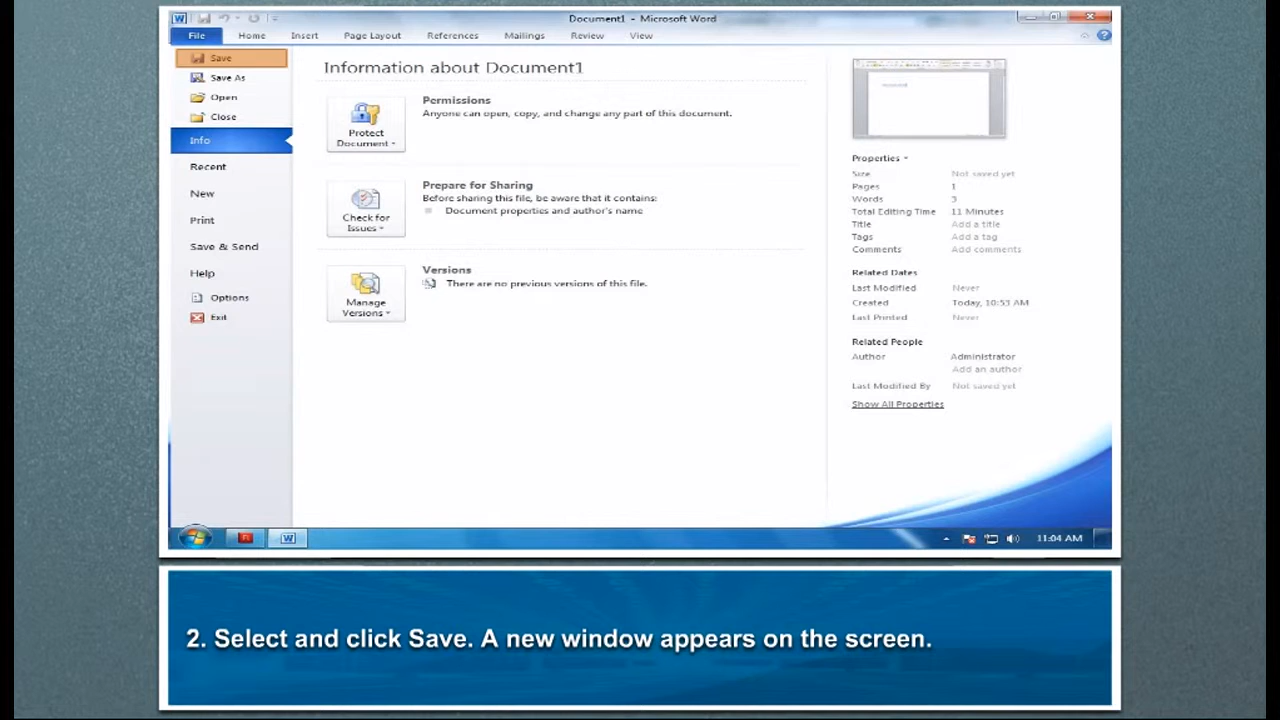 Document1 - Microsoft Word
File Home Insert Page Layout References Mailings Review View
Save
Save As
Open
Close
Info
Recent
New
Print
Save & Send
Help
Options
Exit
Information about Document1
Protect
Document
Permissions
Anyone can open, copy, and change any part of this document.
Check for
Issues
Prepare for Sharing
Before sharing this file, be aware that it contains:
Document properties and author's name
Manage
Versions
Versions
There are no previous versions of this file.
Properties
Size Not saved yet
Pages 1
Words 3
Total Editing Time 11 Minutes
Title Add a title
Tags Add a tag
Comments Add comments
Related Dates
Last Modified Never
Created Today, 10:53 AM
Last Printed Never
Related People
Author Administrator
Add an author
Last Modified By Not saved yet
Show All Properties
11:04 AM
2. Select and click Save. A new window appears on the screen.